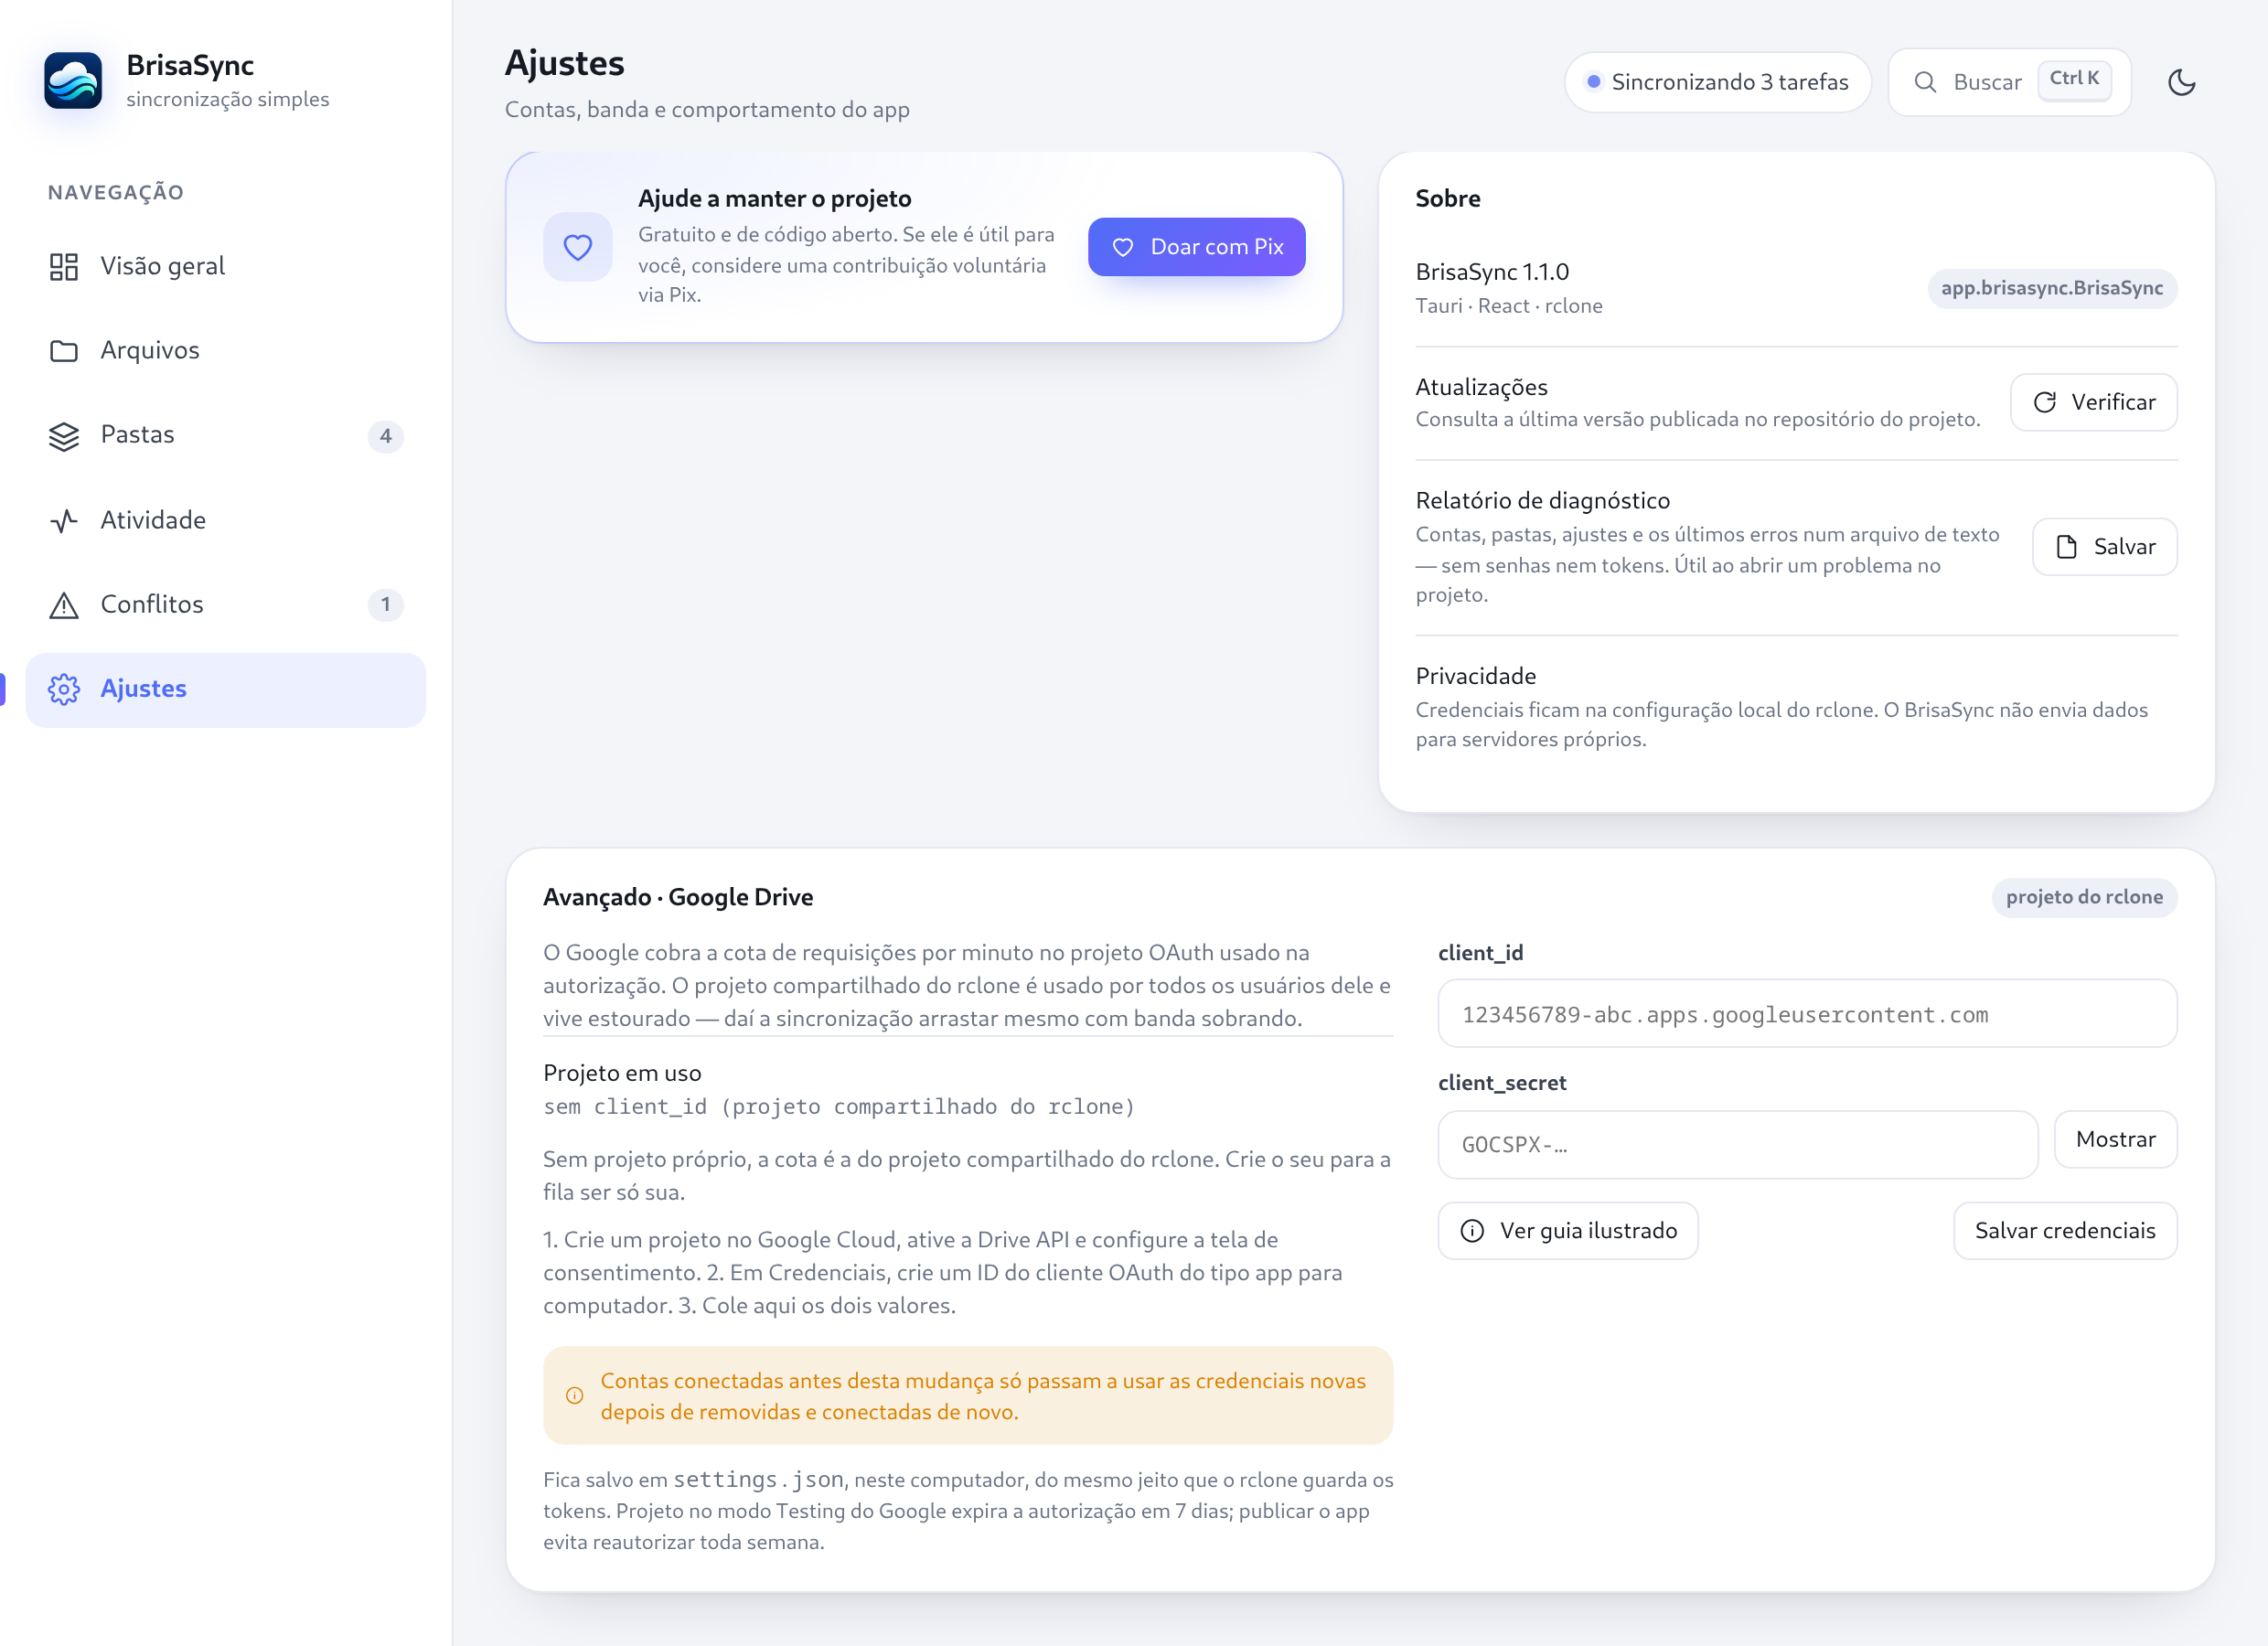 BrisaSync
sincronização simples
NAVEGAÇÃO
Visão geral
Arquivos
Pastas
4
Atividade
Conflitos
1
Ajustes
Ajustes
Contas, banda e comportamento do app
Sincronizando 3 tarefas
Buscar
Ctrl K
Ajude a manter o projeto
Gratuito e de código aberto. Se ele é útil para
você, considere uma contribuição voluntária
via Pix.
Doar com Pix
Sobre
BrisaSync 1.1.0
Tauri · React · rclone
app.brisasync.BrisaSync
Atualizações
Consulta a última versão publicada no repositório do projeto.
Verificar
Relatório de diagnóstico
Contas, pastas, ajustes e os últimos erros num arquivo de texto
— sem senhas nem tokens. Útil ao abrir um problema no
projeto.
Salvar
Privacidade
Credenciais ficam na configuração local do rclone. O BrisaSync não envia dados
para servidores próprios.
Avançado · Google Drive
projeto do rclone
O Google cobra a cota de requisições por minuto no projeto OAuth usado na
autorização. O projeto compartilhado do rclone é usado por todos os usuários dele e
vive estourado — daí a sincronização arrastar mesmo com banda sobrando.
Projeto em uso
sem client_id (projeto compartilhado do rclone)
Sem projeto próprio, a cota é a do projeto compartilhado do rclone. Crie o seu para a
fila ser só sua.
1. Crie um projeto no Google Cloud, ative a Drive API e configure a tela de
consentimento. 2. Em Credenciais, crie um ID do cliente OAuth do tipo app para
computador. 3. Cole aqui os dois valores.
Contas conectadas antes desta mudança só passam a usar as credenciais novas
depois de removidas e conectadas de novo.
Fica salvo em settings.json, neste computador, do mesmo jeito que o rclone guarda os
tokens. Projeto no modo Testing do Google expira a autorização em 7 dias; publicar o app
evita reautorizar toda semana.
client_id
123456789-abc.apps.googleusercontent.com
client_secret
GOCSPX-…
Mostrar
Ver guia ilustrado
Salvar credenciais